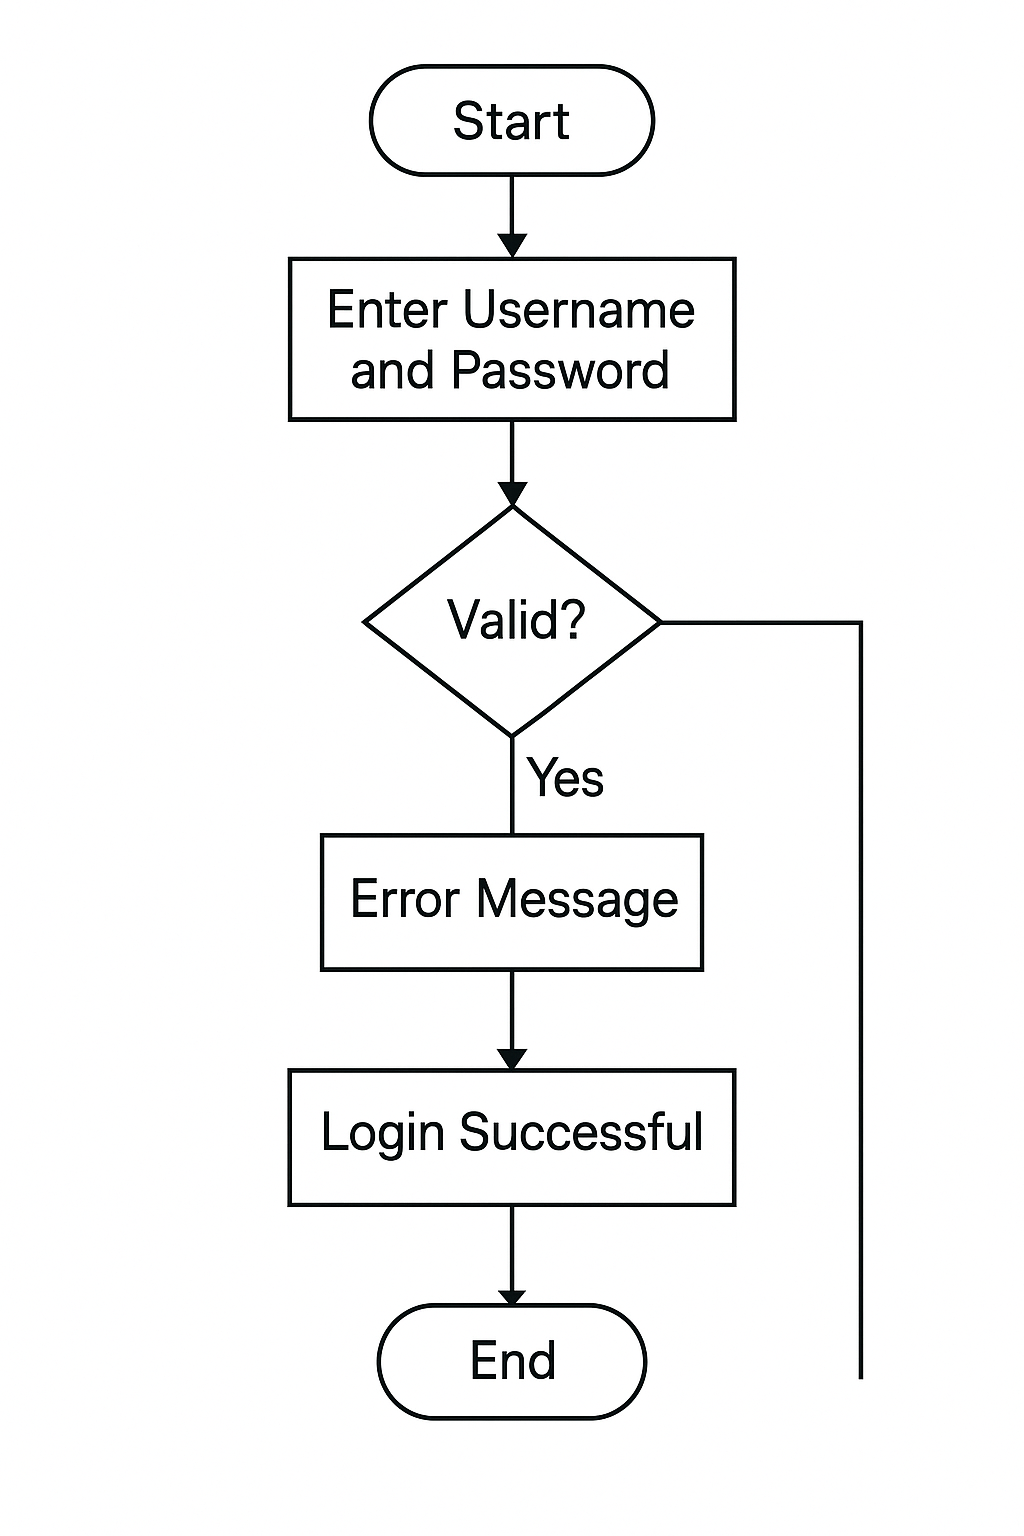 Start
Enter Username
and Password
Valid?
Yes
Error Message
Login Successful
End